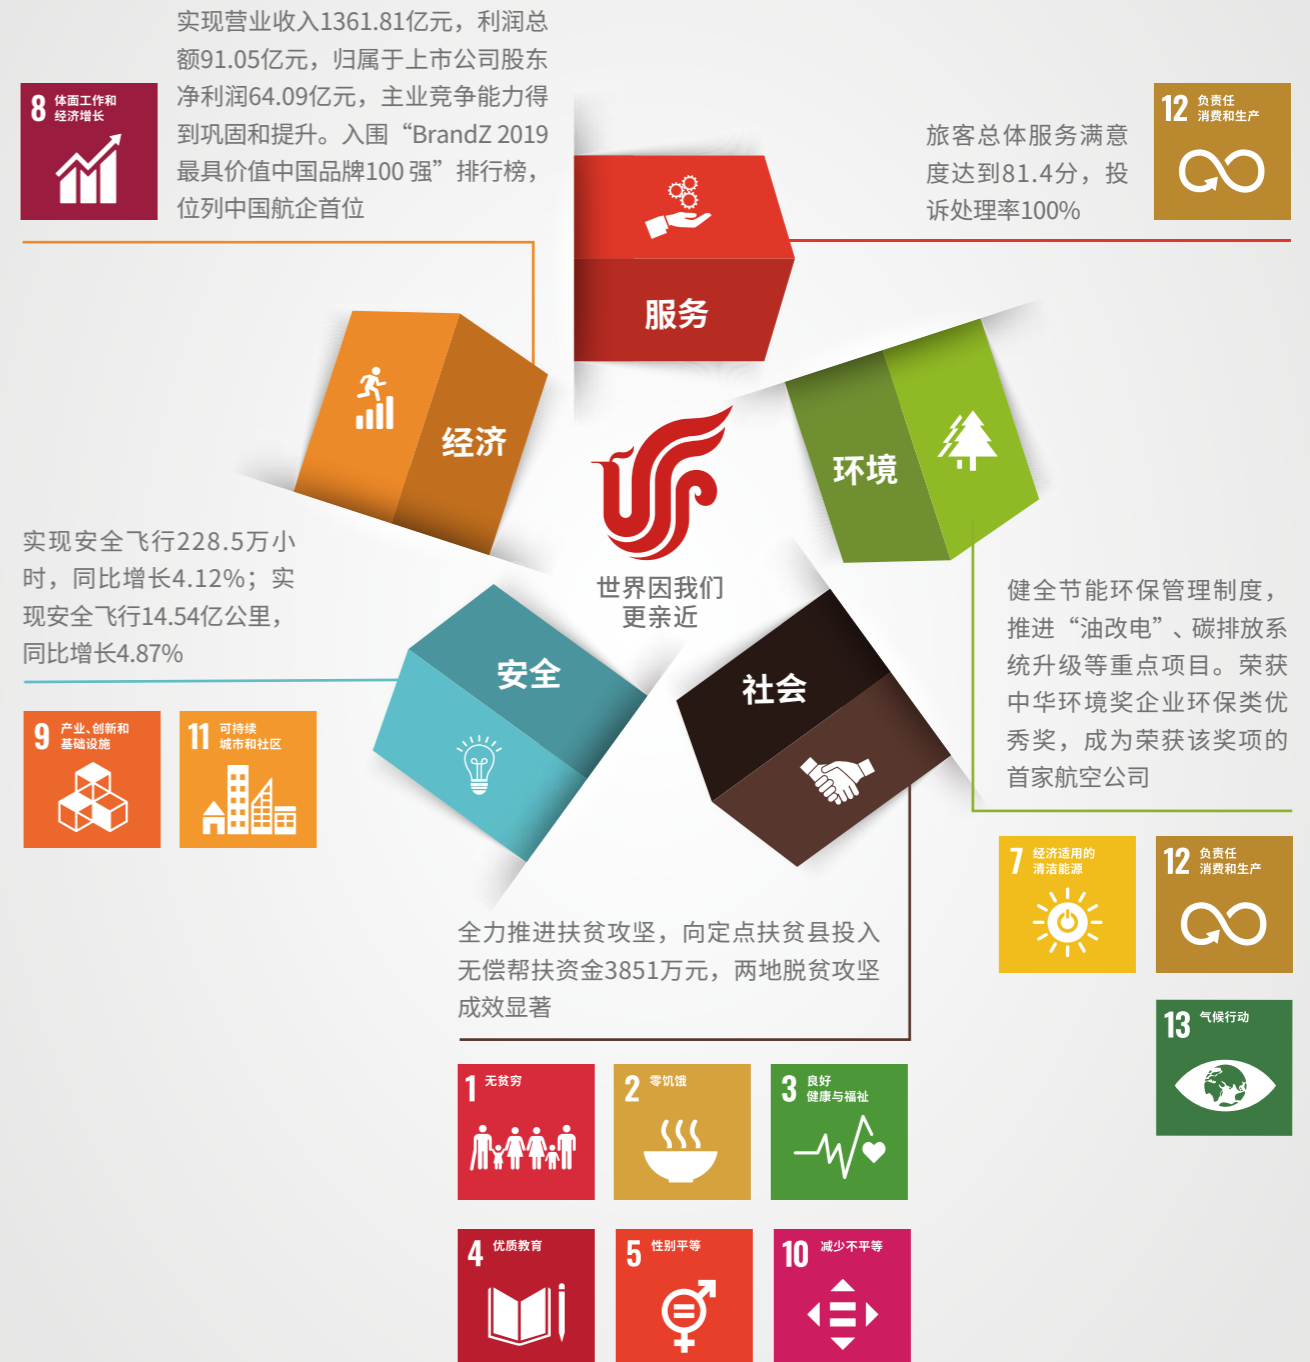 实现营业收入1361.81亿元，利润总
额91.05亿元，归属于上市公司股东
净利润64.09亿元，主业竞争能力得
到巩固和提升。入围“BrandZ 2019
最具价值中国品牌100 强”排行榜，
位列中国航企首位
8
体面工作和
经济增长
旅客总体服务满意
度达到81.4分，投
诉处理率100%
12
负责任
消费和生产
服务
经济
环境
世界因我们
更亲近
安全
社会
实现安全飞行228.5万小
时，同比增长4.12%；实
现安全飞行14.54亿公里，
同比增长4.87%
9
产业、创新和
基础设施
11
可持续
城市和社区
健全节能环保管理制度，
推进“油改电”、碳排放系
统升级等重点项目。荣获
中华环境奖企业环保类优
秀奖，成为荣获该奖项的
首家航空公司
7
经济适用的
清洁能源
12
负责任
消费和生产
13
气候行动
全力推进扶贫攻坚，向定点扶贫县投入
无偿帮扶资金3851万元，两地脱贫攻坚
成效显著
1
无贫穷
2
零饥饿
3
良好
健康与福祉
4
优质教育
5
性别平等
10
减少不平等